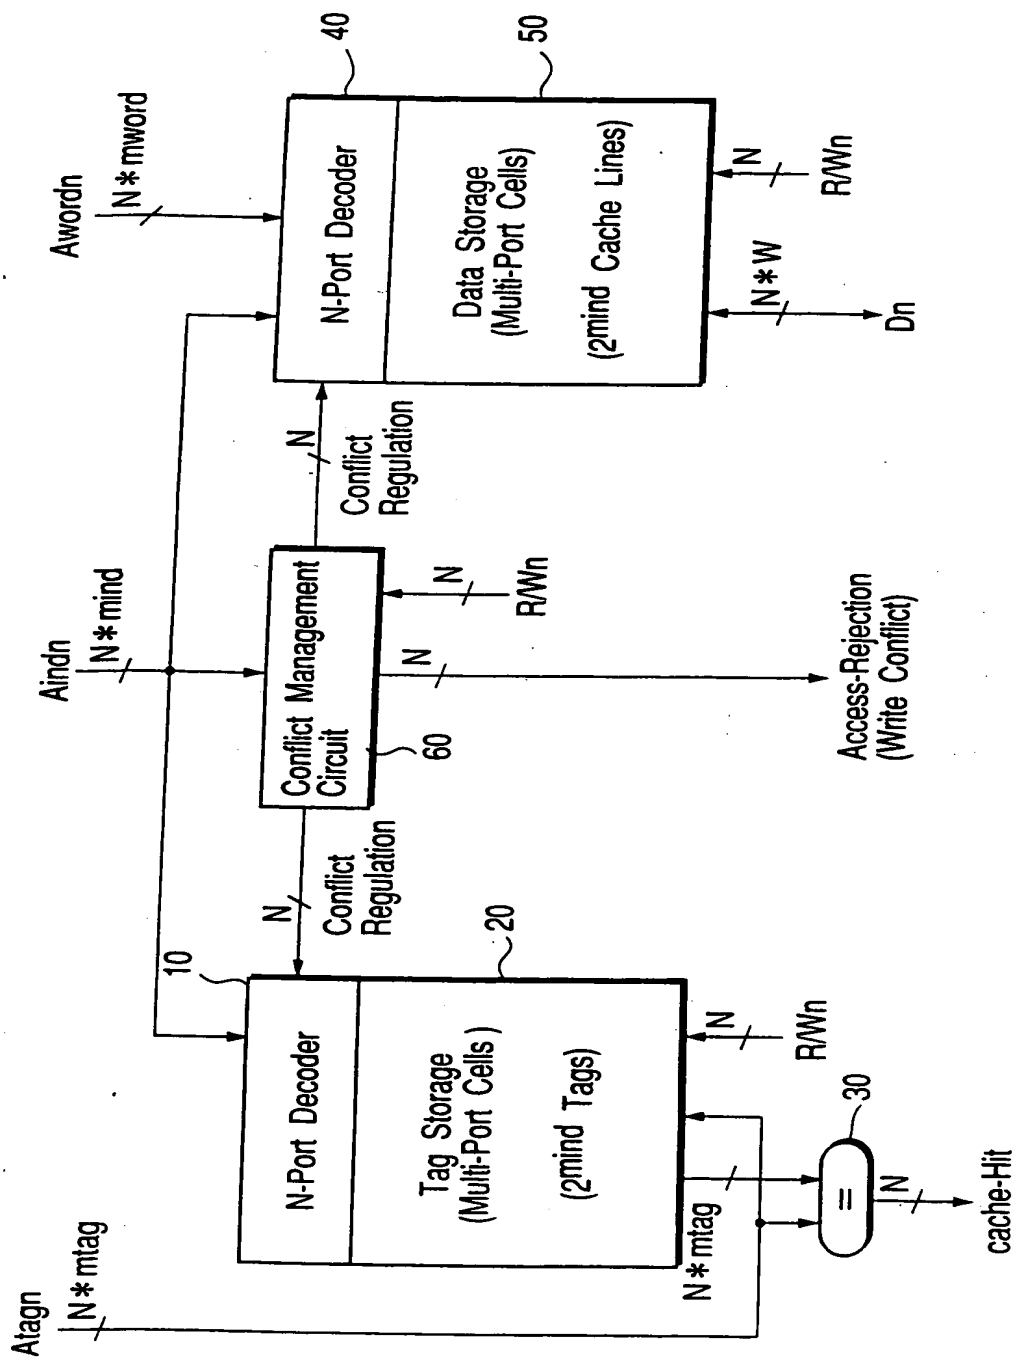 Atagn
N*mtag
Aindn
N*mind
Awordn
N*mword
10
N-Port Decoder
Tag Storage
(Multi-Port Cells)
(2mind Tags)
20
N
Conflict
Regulation
Conflict Management
Circuit
60
N
Conflict
Regulation
40
N-Port Decoder
Data Storage
(Multi-Port Cells)
(2mind Cache Lines)
50
N*mtag
N
R/Wn
=
30
N
cache-Hit
N
Access-Rejection
(Write Conflict)
N
R/Wn
N*W
Dn
N
R/Wn